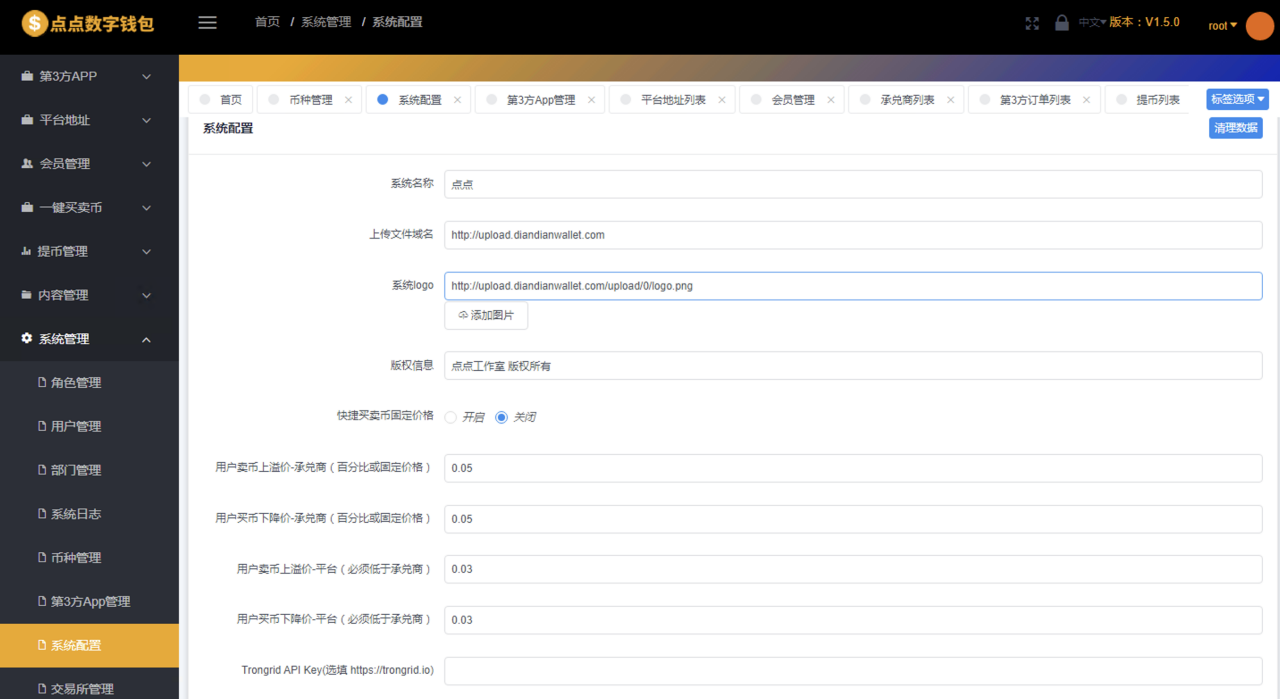 点点数字钱包
首页 / 系统管理 / 系统配置
中文 版本：V1.5.0
root
第3方APP
平台地址
会员管理
一键买卖币
提币管理
内容管理
系统管理
角色管理
用户管理
部门管理
系统日志
币种管理
第3方App管理
系统配置
交易所管理
首页
币种管理
系统配置
第3方App管理
平台地址列表
会员管理
承兑商列表
第3方订单列表
提币列表
标签选项
系统配置
清理数据
系统名称
点点
上传文件域名
http://upload.diandianwallet.com
系统logo
http://upload.diandianwallet.com/upload/0/logo.png
添加图片
版权信息
点点工作室 版权所有
快捷买卖币固定价格
开启 关闭
用户卖币上溢价-承兑商（百分比或固定价格）
0.05
用户买币下降价-承兑商（百分比或固定价格）
0.05
用户卖币上溢价-平台（必须低于承兑商）
0.03
用户买币下降价-平台（必须低于承兑商）
0.03
Trongrid API Key(选填 https://trongrid.io)